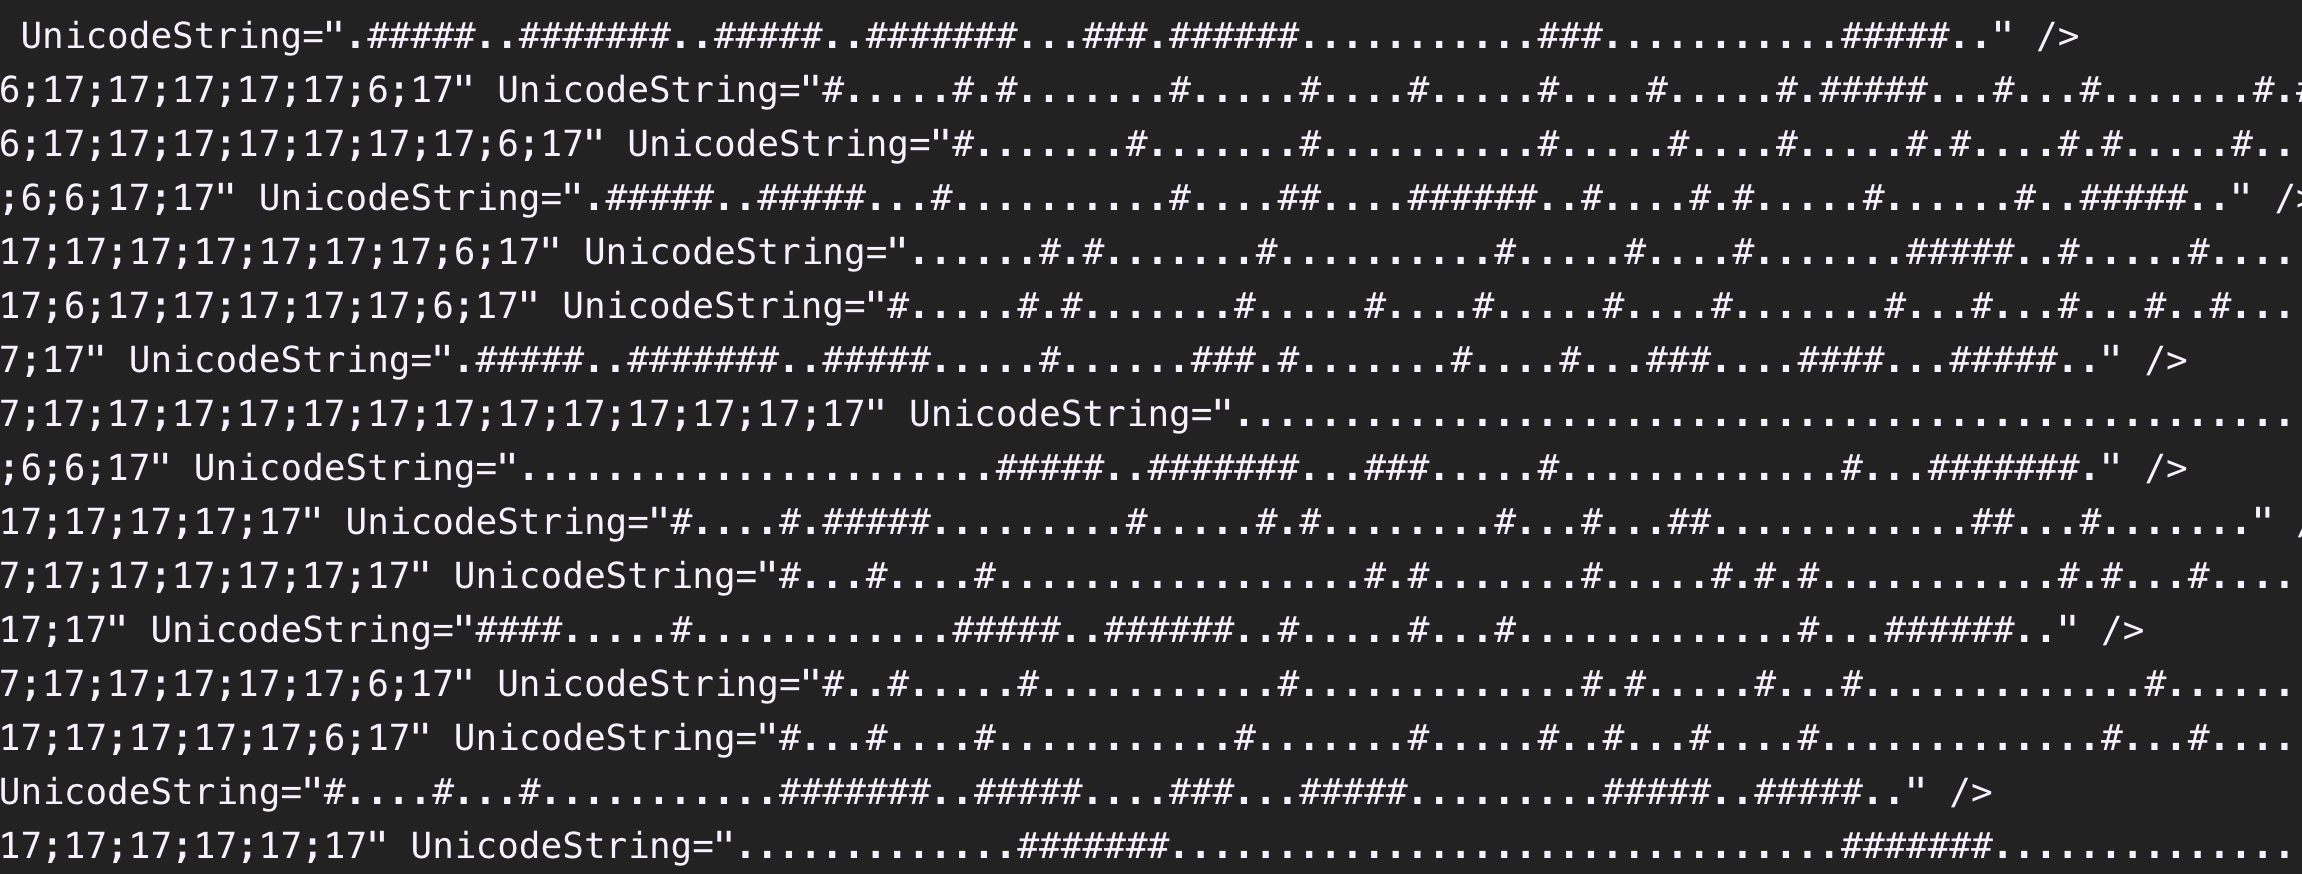 UnicodeString=".#####..#######..#####..#######...###.######...........###...........#####.." />
6;17;17;17;17;17;6;17" UnicodeString="#.....#.#.......#.....#....#.....#....#.....#.#####...#...#.......#.#
6;17;17;17;17;17;17;17;6;17" UnicodeString="#.......#.......#..........#.....#....#.....#.#....#.#.....#..
;6;6;17;17" UnicodeString=".#####..#####...#..........#....##....######..#....#.#.....#......#..#####.." />
17;17;17;17;17;17;17;6;17" UnicodeString="......#.#.......#..........#.....#....#.......#####..#.....#....
17;6;17;17;17;17;17;6;17" UnicodeString="#.....#.#.......#.....#....#.....#....#.......#...#...#...#..#...
7;17" UnicodeString=".#####..#######..#####.....#......###.#.......#....#...###....####...#####.." />
7;17;17;17;17;17;17;17;17;17;17;17;17;17" UnicodeString=".................................................
;6;6;17" UnicodeString="......................#####..#######...###.....#.............#...#######." />
17;17;17;17;17" UnicodeString="#....#.#####.........#.....#.#........#...#...##............##...#......." /
7;17;17;17;17;17;17" UnicodeString="#...#....#.................#.#.......#.....#.#.#...........#.#...#....
17;17" UnicodeString="####.....#............#####..######..#.....#...#.............#...######.." />
7;17;17;17;17;17;6;17" UnicodeString="#..#.....#...........#.............#.#.....#...#.............#......
17;17;17;17;17;6;17" UnicodeString="#...#....#...........#.......#.....#..#...#....#.............#...#....
UnicodeString="#....#...#...........#######..#####....###...#####.........#####..#####.." />
17;17;17;17;17;17" UnicodeString=".............#######...............................#######..............